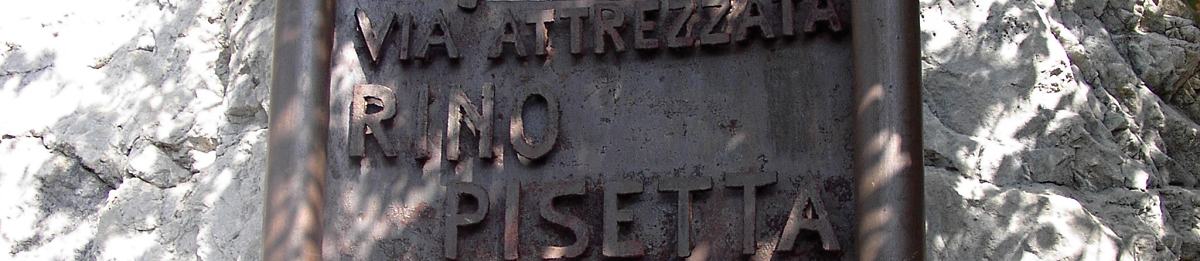 VIA ATTREZZATA
RINO
PISETTA